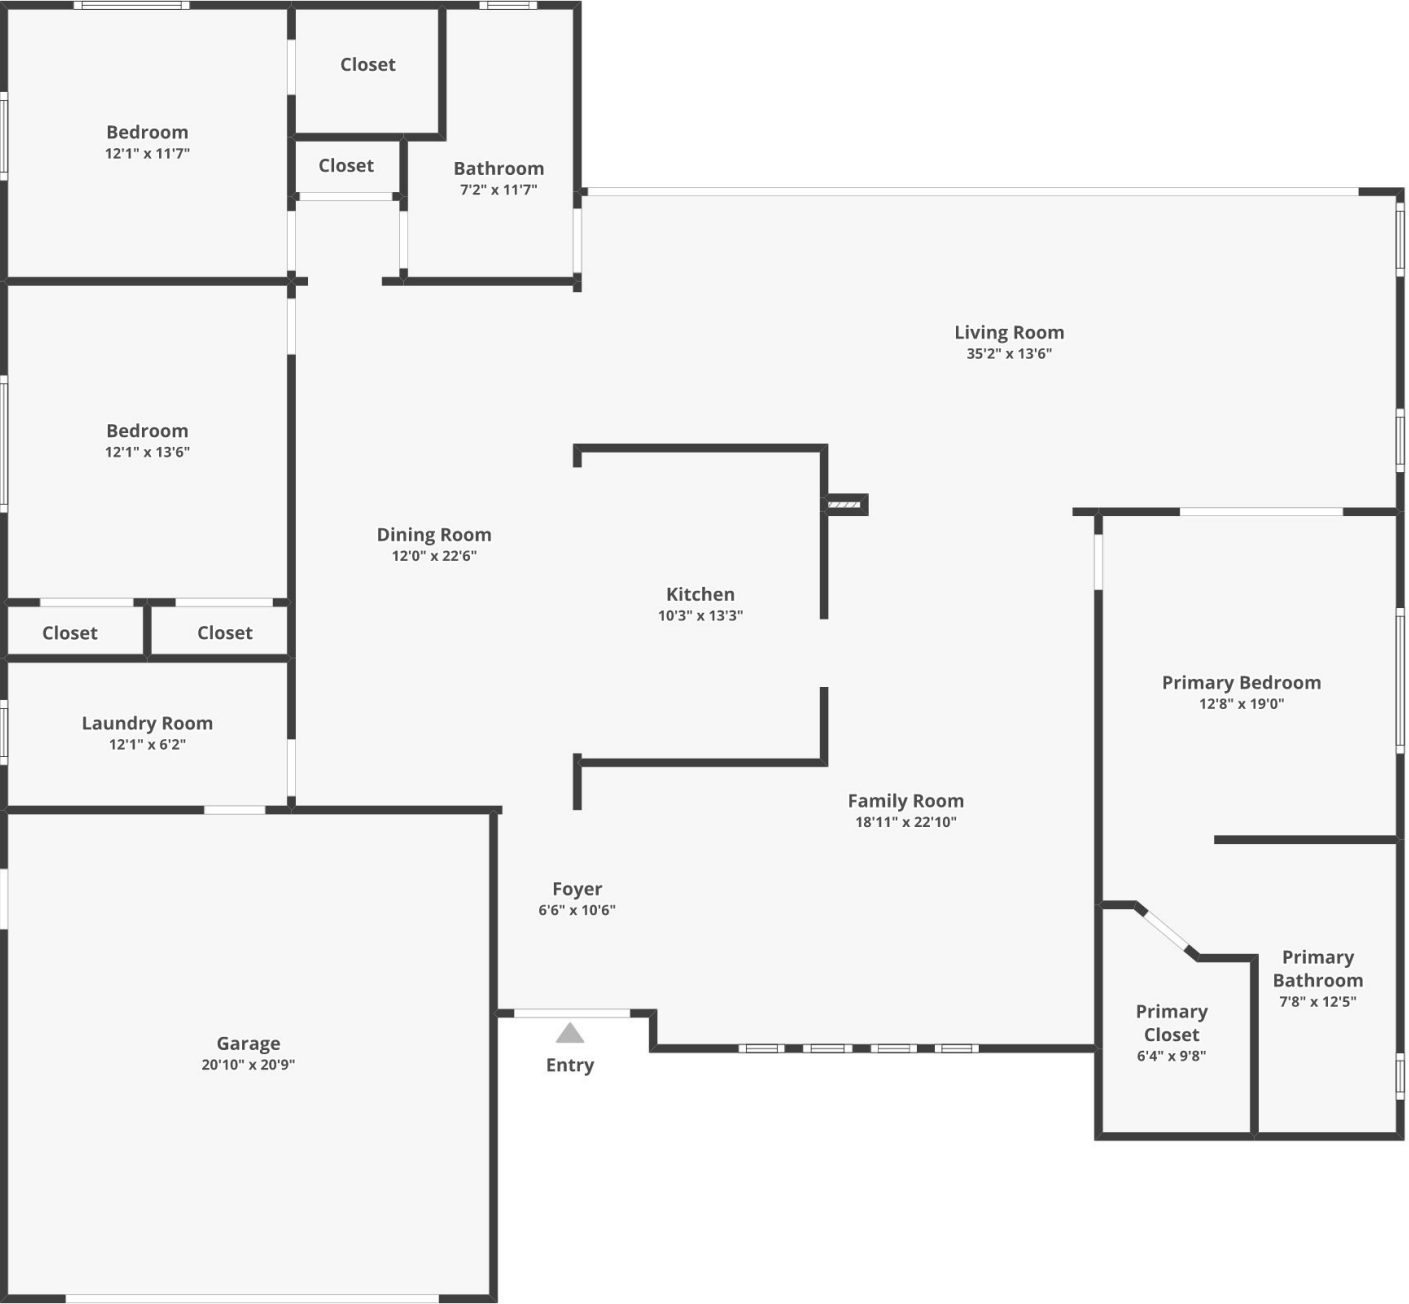 Closet
Bedroom
12'1" x 11'7"
Closet
Bathroom
7'2" x 11'7"
Living Room
35'2" x 13'6"
Bedroom
12'1" x 13'6"
Dining Room
12'0" x 22'6"
Kitchen
10'3" x 13'3"
Closet
Closet
Primary Bedroom
12'8" x 19'0"
Laundry Room
12'1" x 6'2"
Family Room
18'11" x 22'10"
Foyer
6'6" x 10'6"
Primary
Bathroom
7'8" x 12'5"
Primary
Closet
6'4" x 9'8"
Garage
20'10" x 20'9"
Entry